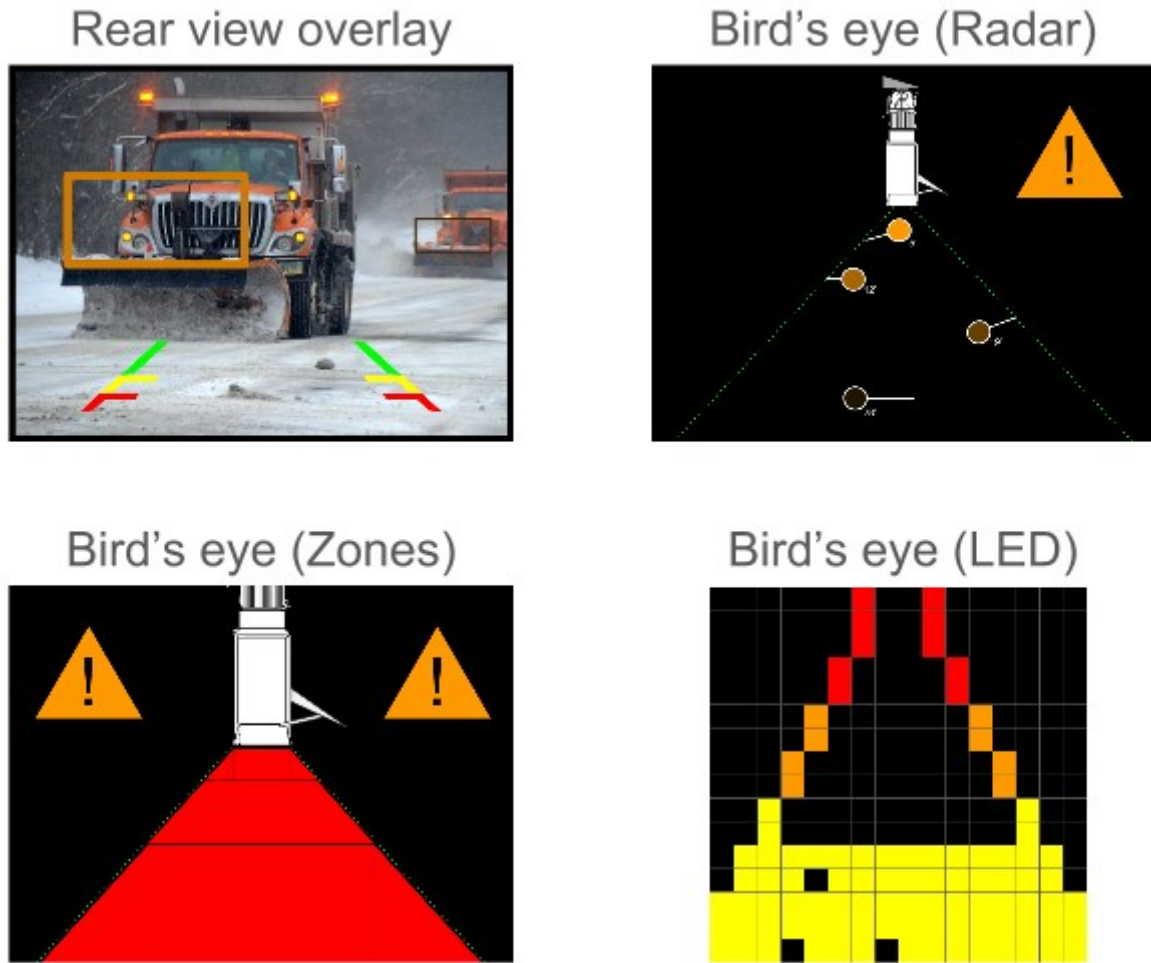 Rear view overlay
Bird's eye (Radar)
!
Bird's eye (Zones)
Bird's eye (LED)
!
!